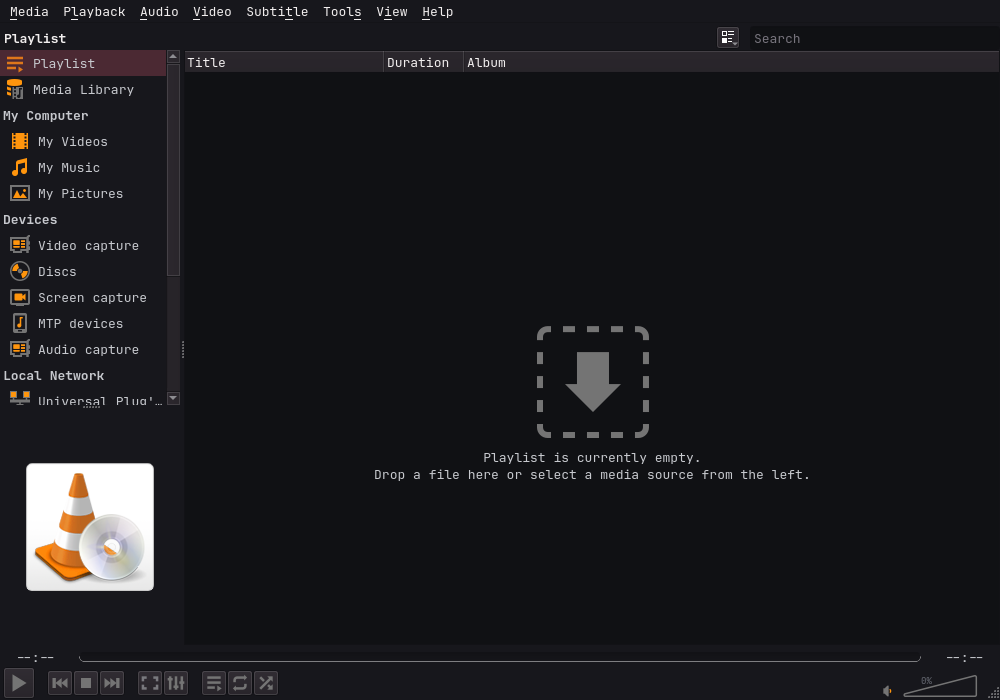 Media Playback Audio Video Subtitle Tools View Help
Playlist
Search
Playlist
Media Library
My Computer
My Videos
My Music
My Pictures
Devices
Video capture
Discs
Screen capture
MTP devices
Audio capture
Local Network
Universal Plug'…
Title Duration Album
Playlist is currently empty.
Drop a file here or select a media source from the left.
--:-- --:--
0%